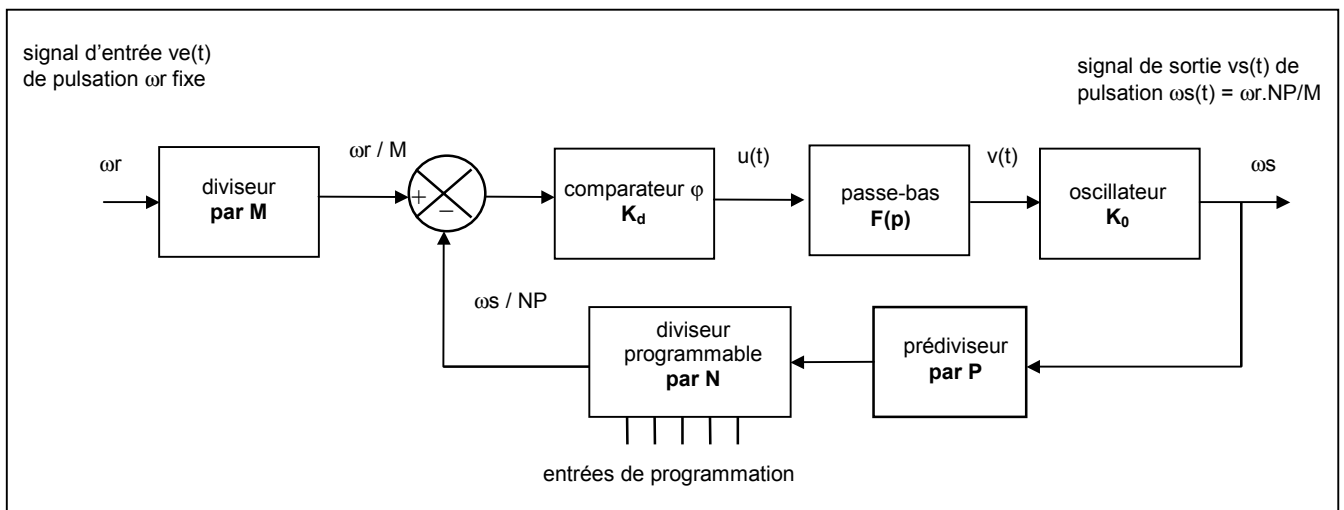 signal d'entrée ve(t)
de pulsation ωr fixe
signal de sortie vs(t) de
pulsation ωs(t) = ωr.NP/M
ωr
diviseur
par M
ωr / M
+
−
comparateur φ
Kd
u(t)
passe-bas
F(p)
v(t)
oscillateur
K0
ωs
ωs / NP
diviseur
programmable
par N
prédiviseur
par P
entrées de programmation